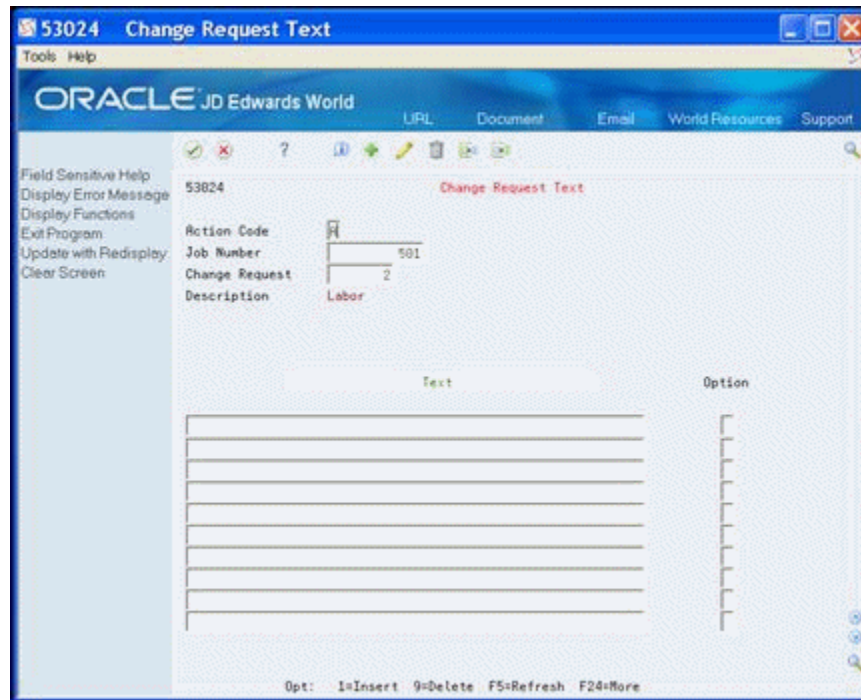 53024 Change Request Text
Tools Help
ORACLE JD Edwards World
URL Document Email World Resources Support
Field Sensitive Help
Display Error Message
Display Functions
Exit Program
Update with Redisplay
Clear Screen
53024 Change Request Text
Action Code A
Job Number 501
Change Request 2
Description Labor
Text Option
Opt: 1=Insert 9=Delete F5=Refresh F24=More